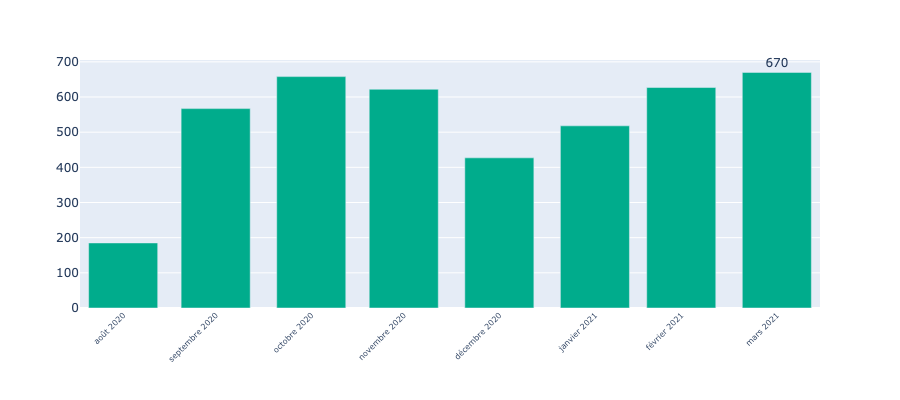 670
700
600
500
400
300
200
100
0
août 2020
septembre 2020
octobre 2020
novembre 2020
décembre 2020
janvier 2021
février 2021
mars 2021